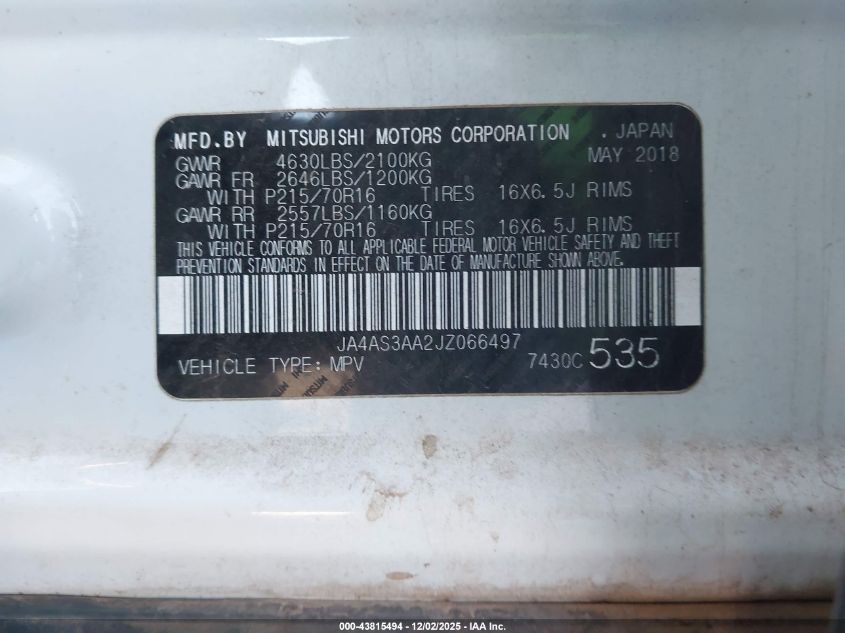 MFD.BY MITSUBISHI MOTORS CORPORATION . JAPAN
MAY 2018
GWR 4630LBS/2100KG
GAWR FR 2646LBS/1200KG
WITH P215/70R16 TIRES 16X6.5J RIMS
GAWR RR 2557LBS/1160KG
WITH P215/70R16 TIRES 16X6.5J RIMS
THIS VEHICLE CONFORMS TO ALL APPLICABLE FEDERAL MOTOR VEHICLE SAFETY AND THEFT
PREVENTION STANDARDS IN EFFECT ON THE DATE OF MANUFACTURE SHOWN ABOVE.
JA4AS3AA2JZ066497
VEHICLE TYPE: MPV 7430C 535
000-43815494 - 12/02/2025 - IAA Inc.